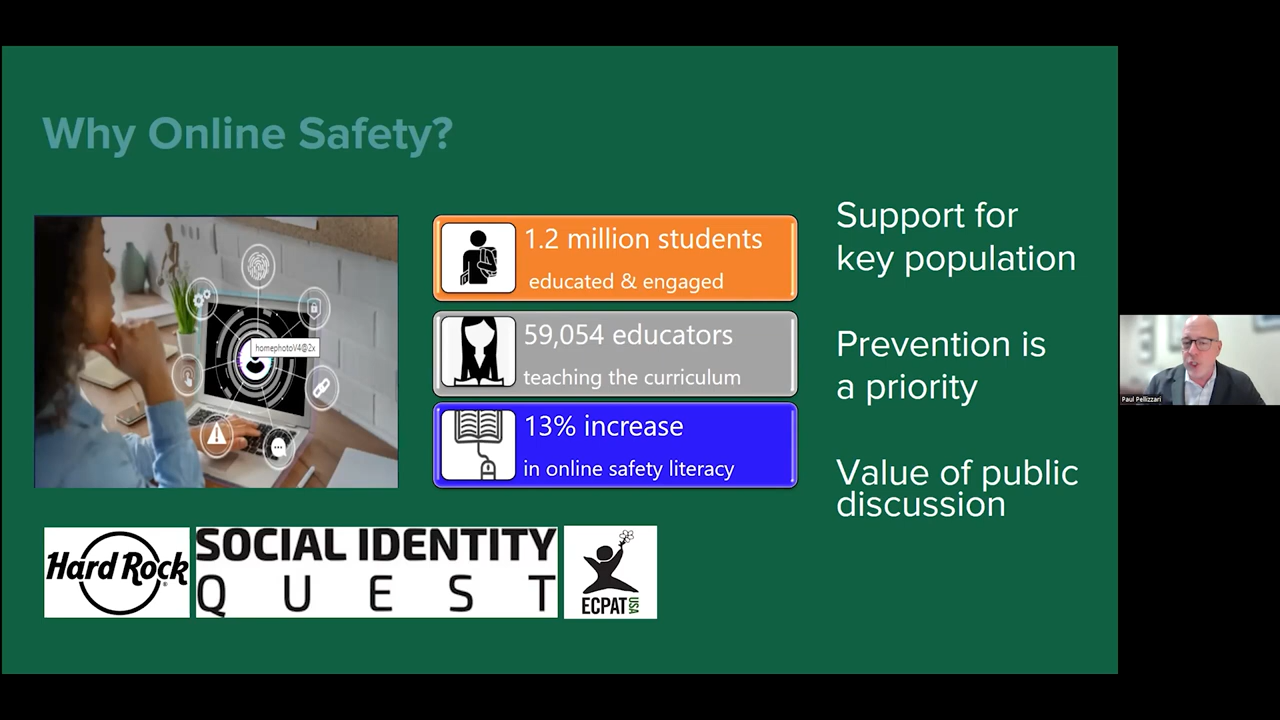 Why Online Safety?
homephotoV4@2x
1.2 million students
educated & engaged
59,054 educators
teaching the curriculum
13% increase
in online safety literacy
Support for
key population
Prevention is
a priority
Value of public
discussion
Hard Rock
SOCIAL IDENTITY
QUEST
ECPAT USA
Paul Pellizzari